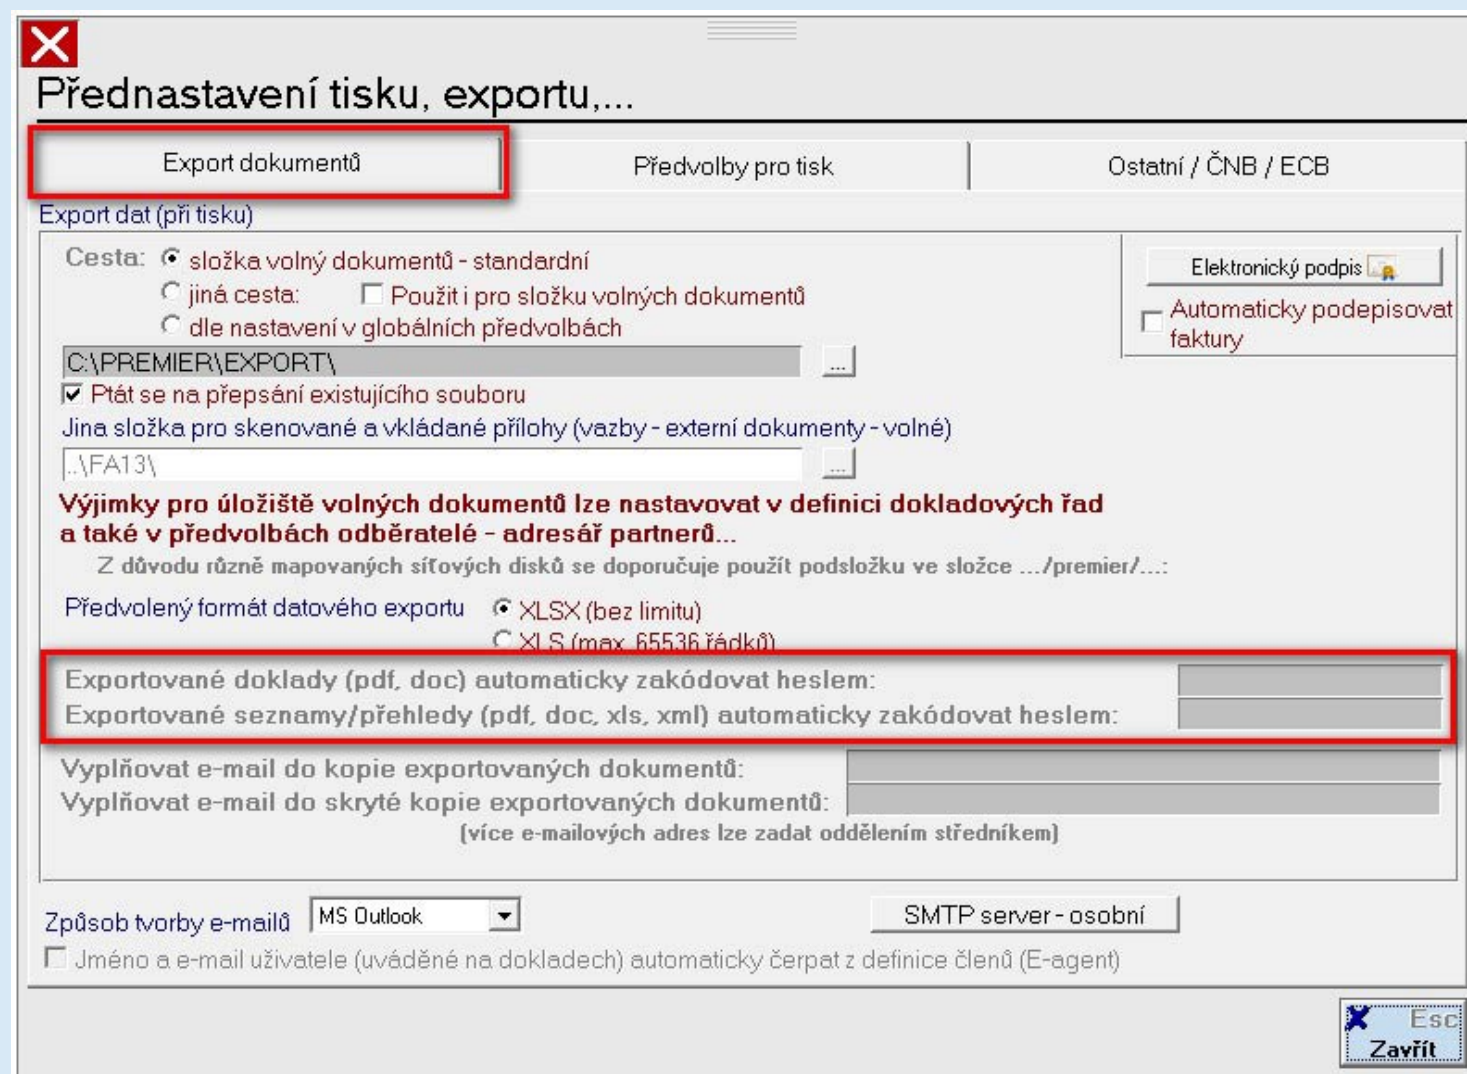 Přednastavení tisku, exportu,...
Export dokumentů
Předvolby pro tisk
Ostatní / ČNB / ECB
Export dat (při tisku)
Cesta:
složka volný dokumentů - standardní
jiná cesta:
Použít i pro složku volných dokumentů
dle nastavení v globálních předvolbách
Elektronický podpis
Automaticky podepisovat
faktury
C:\PREMIER\EXPORT\
...
Ptát se na přepsání existujícího souboru
Jina složka pro skenované a vkládané přílohy (vazby - externí dokumenty - volné)
..\FA13\
...
Výjimky pro úložiště volných dokumentů lze nastavovat v definici dokladových řad
a také v předvolbách odběratelé - adresář partnerů...
Z důvodu různě mapovaných síťových disků se doporučuje použít podsložku ve složce .../premier/...:
Předvolený formát datového exportu
XLSX (bez limitu)
XLS (max. 65536 řádků)
Exportované doklady (pdf, doc) automaticky zakódovat heslem:
Exportované seznamy/přehledy (pdf, doc, xls, xml) automaticky zakódovat heslem:
Vyplňovat e-mail do kopie exportovaných dokumentů:
Vyplňovat e-mail do skryté kopie exportovaných dokumentů:
(více e-mailových adres lze zadat oddělením středníkem)
Způsob tvorby e-mailů
MS Outlook
SMTP server - osobní
Jméno a e-mail uživatele (uváděné na dokladech) automaticky čerpat z definice členů (E-agent)
Esc
Zavřít